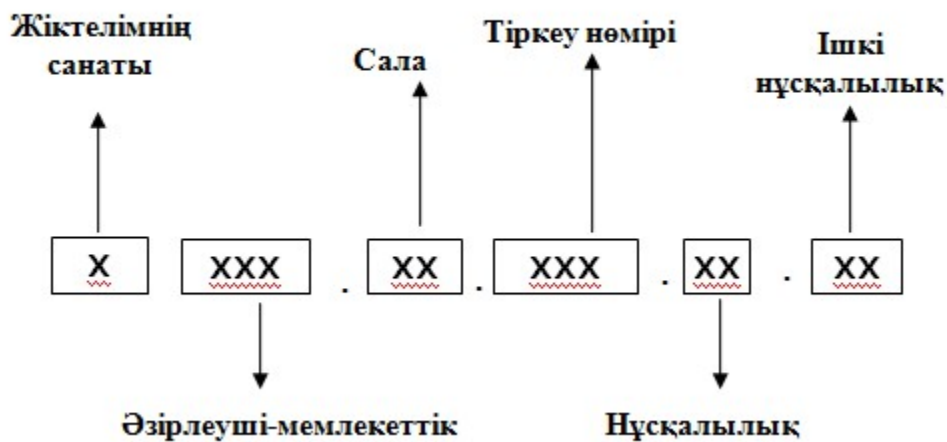 Жіктелімнің
санаты
Сала
Тіркеу нөмірі
Ішкі
нұсқалылық
X XXX . XX . XXX . XX . XX
Әзірлеуші-мемлекеттік
Нұсқалылық